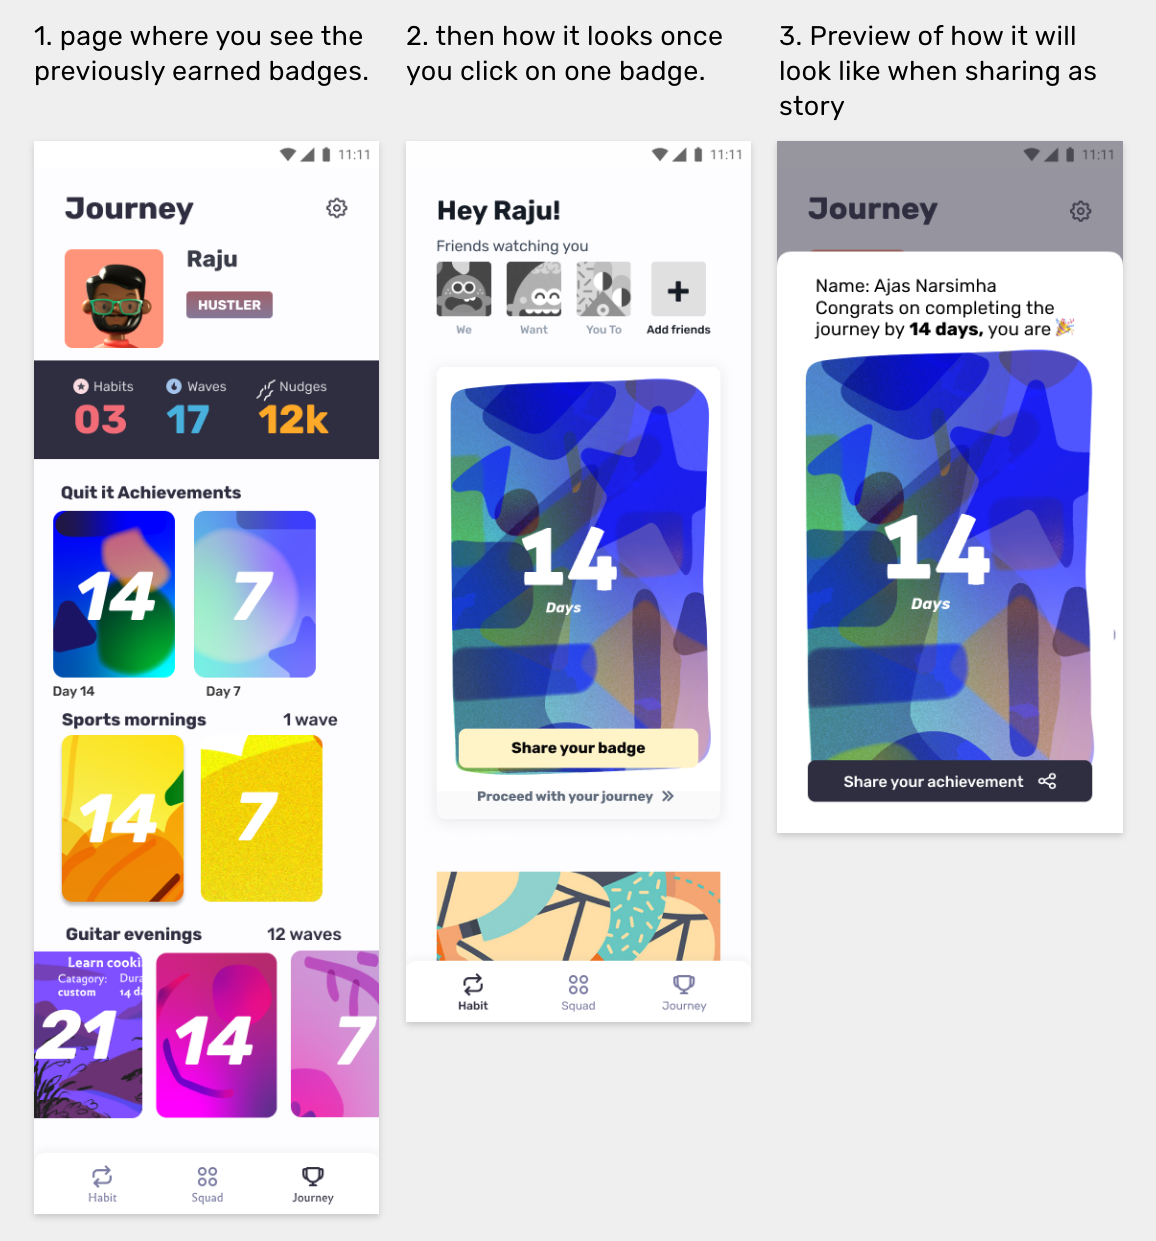 1. page where you see the
previously earned badges.
2. then how it looks once
you click on one badge.
3. Preview of how it will
look like when sharing as
story
11:11
Journey
Raju
HUSTLER
Habits
Waves
Nudges
03
17
12k
Quit it Achievements
14
7
Day 14
Day 7
Sports mornings
1 wave
14
7
Guitar evenings
12 waves
Learn cooki
Catagory:
Dura
custom
14 da
21
14
7
Habit
Squad
Journey
11:11
Hey Raju!
Friends watching you
We
Want
You To
Add friends
14
Days
Share your badge
Proceed with your journey
Habit
Squad
Journey
11:11
Journey
Name: Ajas Narsimha
Congrats on completing the
journey by 14 days, you are 🎉
14
Days
Share your achievement